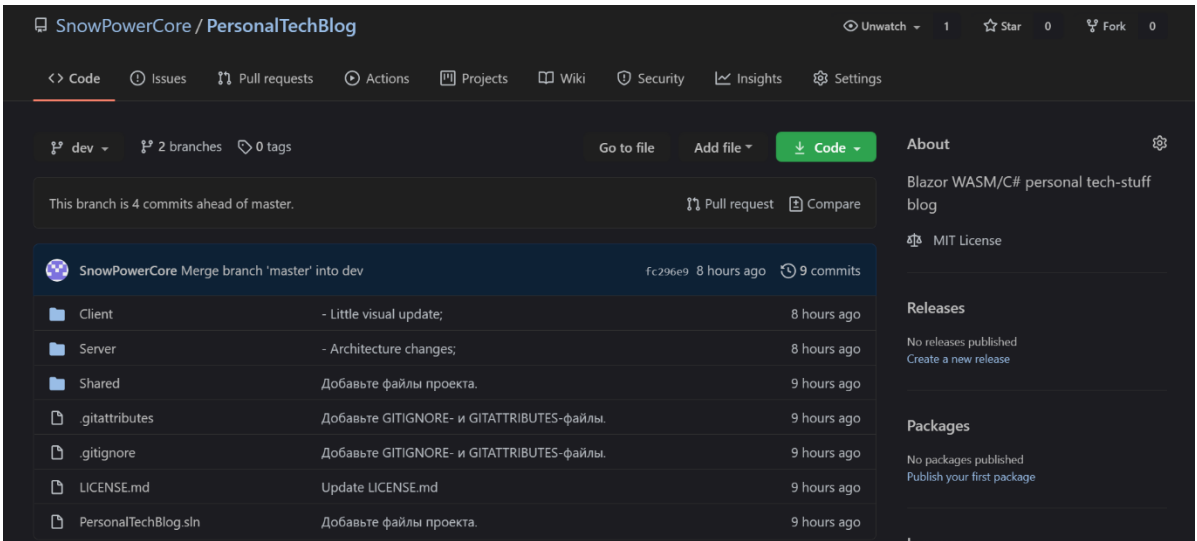 SnowPowerCore / PersonalTechBlog
Unwatch 1 Star 0 Fork 0
<> Code Issues Pull requests Actions Projects Wiki Security Insights Settings
dev 2 branches 0 tags Go to file Add file Code
This branch is 4 commits ahead of master. Pull request Compare
SnowPowerCore Merge branch 'master' into dev fc296e9 8 hours ago 9 commits
Client - Little visual update; 8 hours ago
Server - Architecture changes; 8 hours ago
Shared Добавьте файлы проекта. 9 hours ago
.gitattributes Добавьте GITIGNORE- и GITATTRIBUTES-файлы. 9 hours ago
.gitignore Добавьте GITIGNORE- и GITATTRIBUTES-файлы. 9 hours ago
LICENSE.md Update LICENSE.md 9 hours ago
PersonalTechBlog.sln Добавьте файлы проекта. 9 hours ago
About
Blazor WASM/C# personal tech-stuff
blog
MIT License
Releases
No releases published
Create a new release
Packages
No packages published
Publish your first package